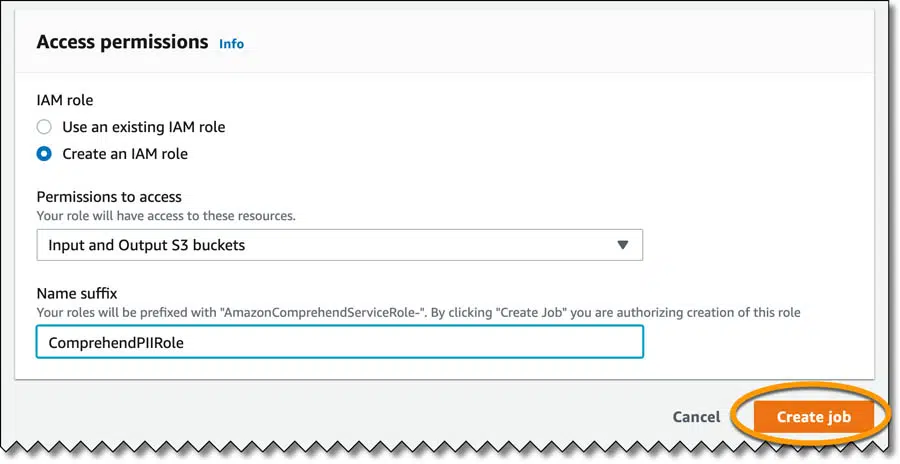 Access permissions Info
IAM role
Use an existing IAM role
Create an IAM role
Permissions to access
Your role will have access to these resources.
Input and Output S3 buckets
Name suffix
Your roles will be prefixed with "AmazonComprehendServiceRole-". By clicking "Create Job" you are authorizing creation of this role
ComprehendPIIRole
Cancel Create job